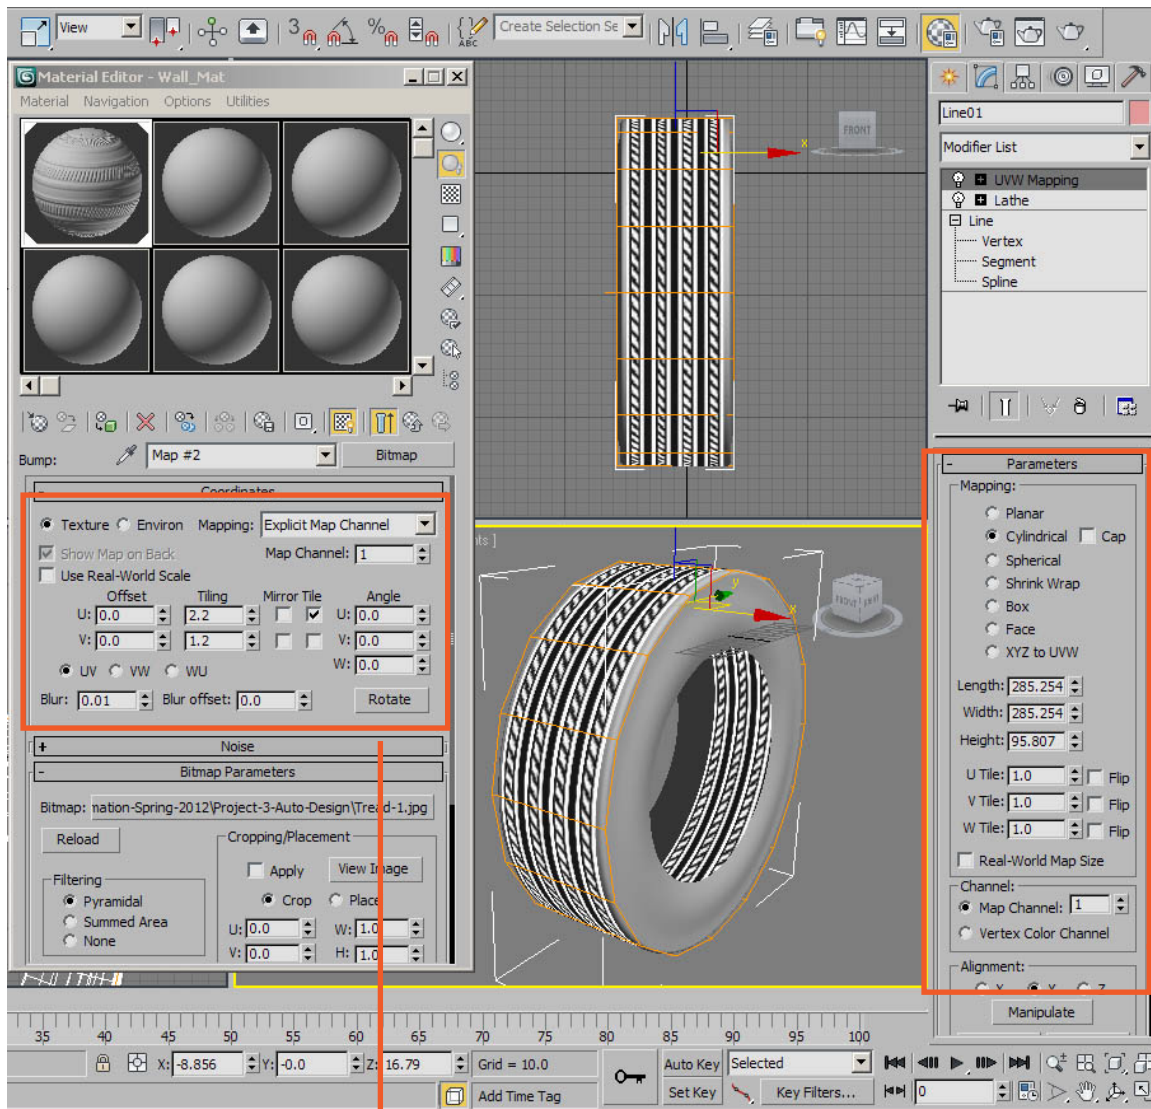 View
3
%
ABC
Create Selection Se
Material Editor - Wall_Mat
Material Navigation Options Utilities
FRONT
x
Line01
Modifier List
UVW Mapping
Lathe
Line
Vertex
Segment
Spline
Bump: Map #2 Bitmap
Coordinates
Texture Environ Mapping: Explicit Map Channel
Show Map on Back Map Channel: 1
Use Real-World Scale
Offset Tiling Mirror Tile Angle
U: 0.0 2.2 U: 0.0
V: 0.0 1.2 V: 0.0
UV VW WU W: 0.0
Blur: 0.01 Blur offset: 0.0 Rotate
+ Noise
- Bitmap Parameters
Bitmap: mation-Spring-2012\Project-3-Auto-Design\Tread-1.jpg
Reload
Cropping/Placement
Apply View Image
Crop Place
U: 0.0 W: 1.0
V: 0.0 H: 1.0
Filtering
Pyramidal
Summed Area
None
nts ]
y
x
FRONT
- Parameters
Mapping:
Planar
Cylindrical Cap
Spherical
Shrink Wrap
Box
Face
XYZ to UVW
Length: 285.254
Width: 285.254
Height: 95.807
U Tile: 1.0 Flip
V Tile: 1.0 Flip
W Tile: 1.0 Flip
Real-World Map Size
Channel:
Map Channel: 1
Vertex Color Channel
Alignment:
X Y Z
Manipulate
35 40 45 50 55 60 65 70 75 80 85 90 95 100
X: -8.856 Y: -0.0 Z: 16.79 Grid = 10.0
Auto Key Selected
Add Time Tag
Set Key Key Filters... 0